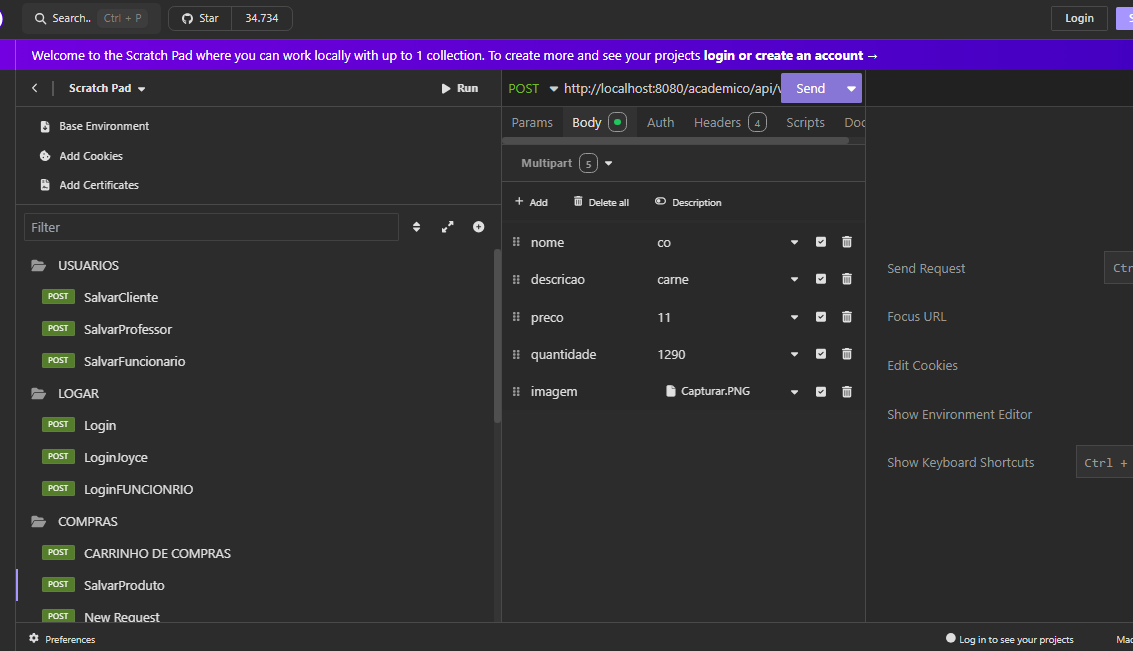 Search.. Ctrl + P Star 34.734 Login
Welcome to the Scratch Pad where you can work locally with up to 1 collection. To create more and see your projects login or create an account →
Scratch Pad Run
Base Environment
Add Cookies
Add Certificates
Filter
USUARIOS
POST SalvarCliente
POST SalvarProfessor
POST SalvarFuncionario
LOGAR
POST Login
POST LoginJoyce
POST LoginFUNCIONRIO
COMPRAS
POST CARRINHO DE COMPRAS
POST SalvarProduto
POST New Request
POST http://localhost:8080/academico/api/v Send
Params Body Auth Headers 4 Scripts Doc
Multipart 5
+ Add Delete all Description
nome co
descricao carne
preco 11
quantidade 1290
imagem Capturar.PNG
Send Request Ctr
Focus URL
Edit Cookies
Show Environment Editor
Show Keyboard Shortcuts Ctrl +
Preferences Log in to see your projects Mad